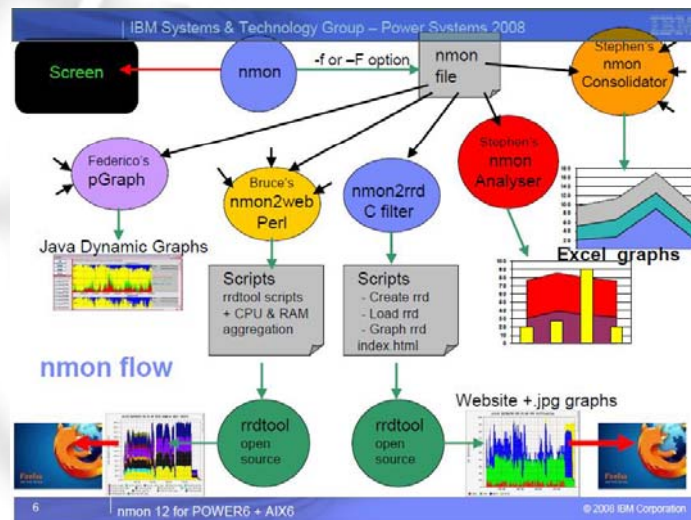 IBM Systems & Technology Group – Power Systems 2008
IBM
Screen
nmon
-f or –F option
nmon
file
Stephen's
nmon
Consolidator
Federico's
pGraph
Bruce's
nmon2web
Perl
nmon2rrd
C filter
Stephen's
nmon
Analyser
Java Dynamic Graphs
Scripts
rrdtool scripts
+ CPU & RAM
aggregation
Scripts
- Create rrd
- Load rrd
- Graph rrd
index.html
Excel graphs
nmon flow
rrdtool
open
source
rrdtool
open
source
Website +.jpg graphs
Firefox
Firefox
6
nmon 12 for POWER6 + AIX6
© 2008 IBM Corporation